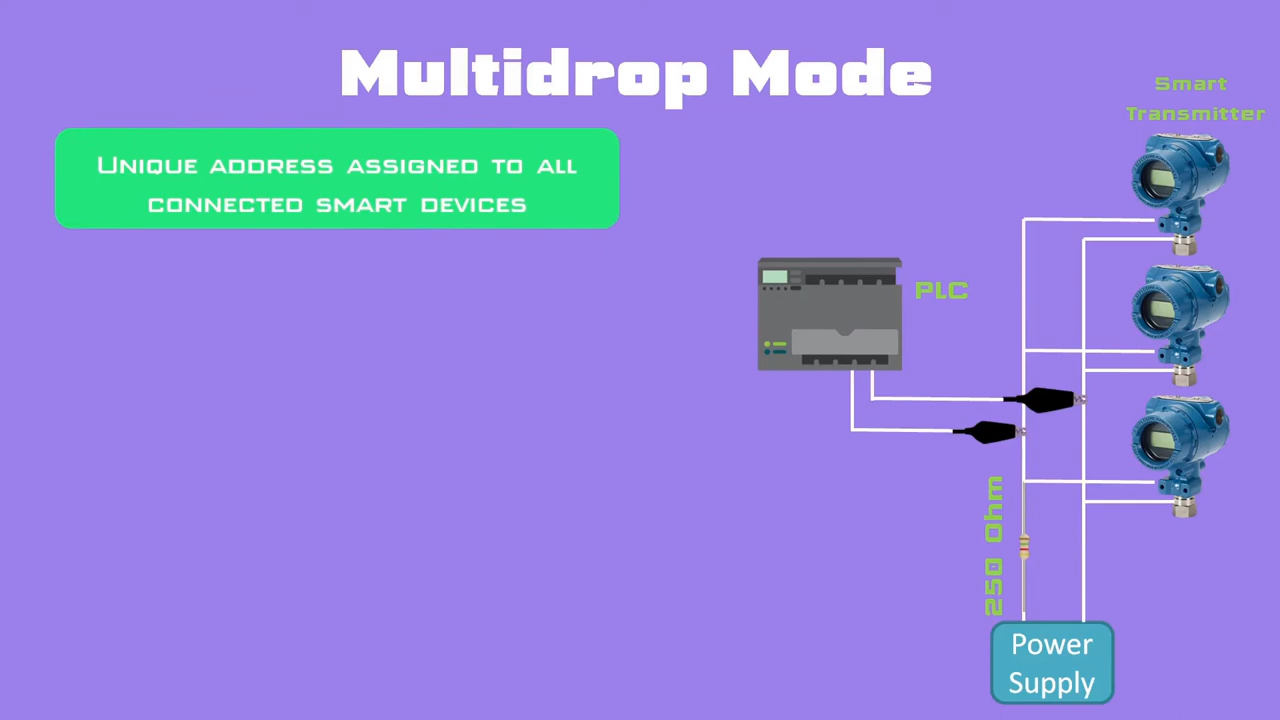 Multidrop Mode
Unique address assigned to all
connected smart devices
Smart
Transmitter
PLC
250 Ohm
Power
Supply